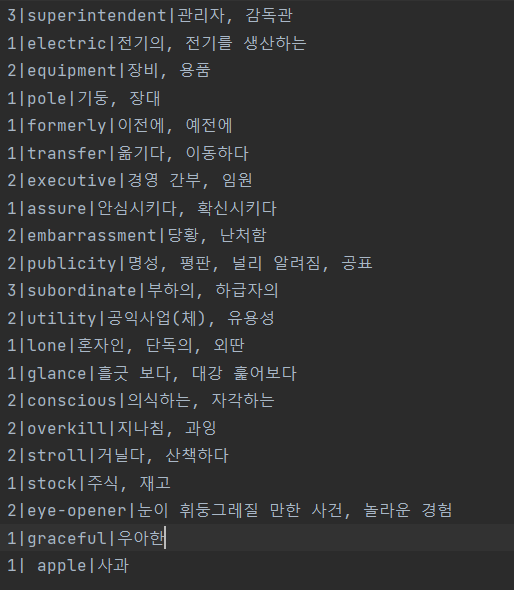 3|superintendent|관리자, 감독관
1|electric|전기의, 전기를 생산하는
2|equipment|장비, 용품
1|pole|기둥, 장대
1|formerly|이전에, 예전에
1|transfer|옮기다, 이동하다
2|executive|경영 간부, 임원
1|assure|안심시키다, 확신시키다
2|embarrassment|당황, 난처함
2|publicity|명성, 평판, 널리 알려짐, 공표
3|subordinate|부하의, 하급자의
2|utility|공익사업(체), 유용성
1|lone|혼자인, 단독의, 외딴
1|glance|흘긋 보다, 대강 훑어보다
2|conscious|의식하는, 자각하는
2|overkill|지나침, 과잉
2|stroll|거닐다, 산책하다
1|stock|주식, 재고
2|eye-opener|눈이 휘둥그레질 만한 사건, 놀라운 경험
1|graceful|우아한
1| apple|사과